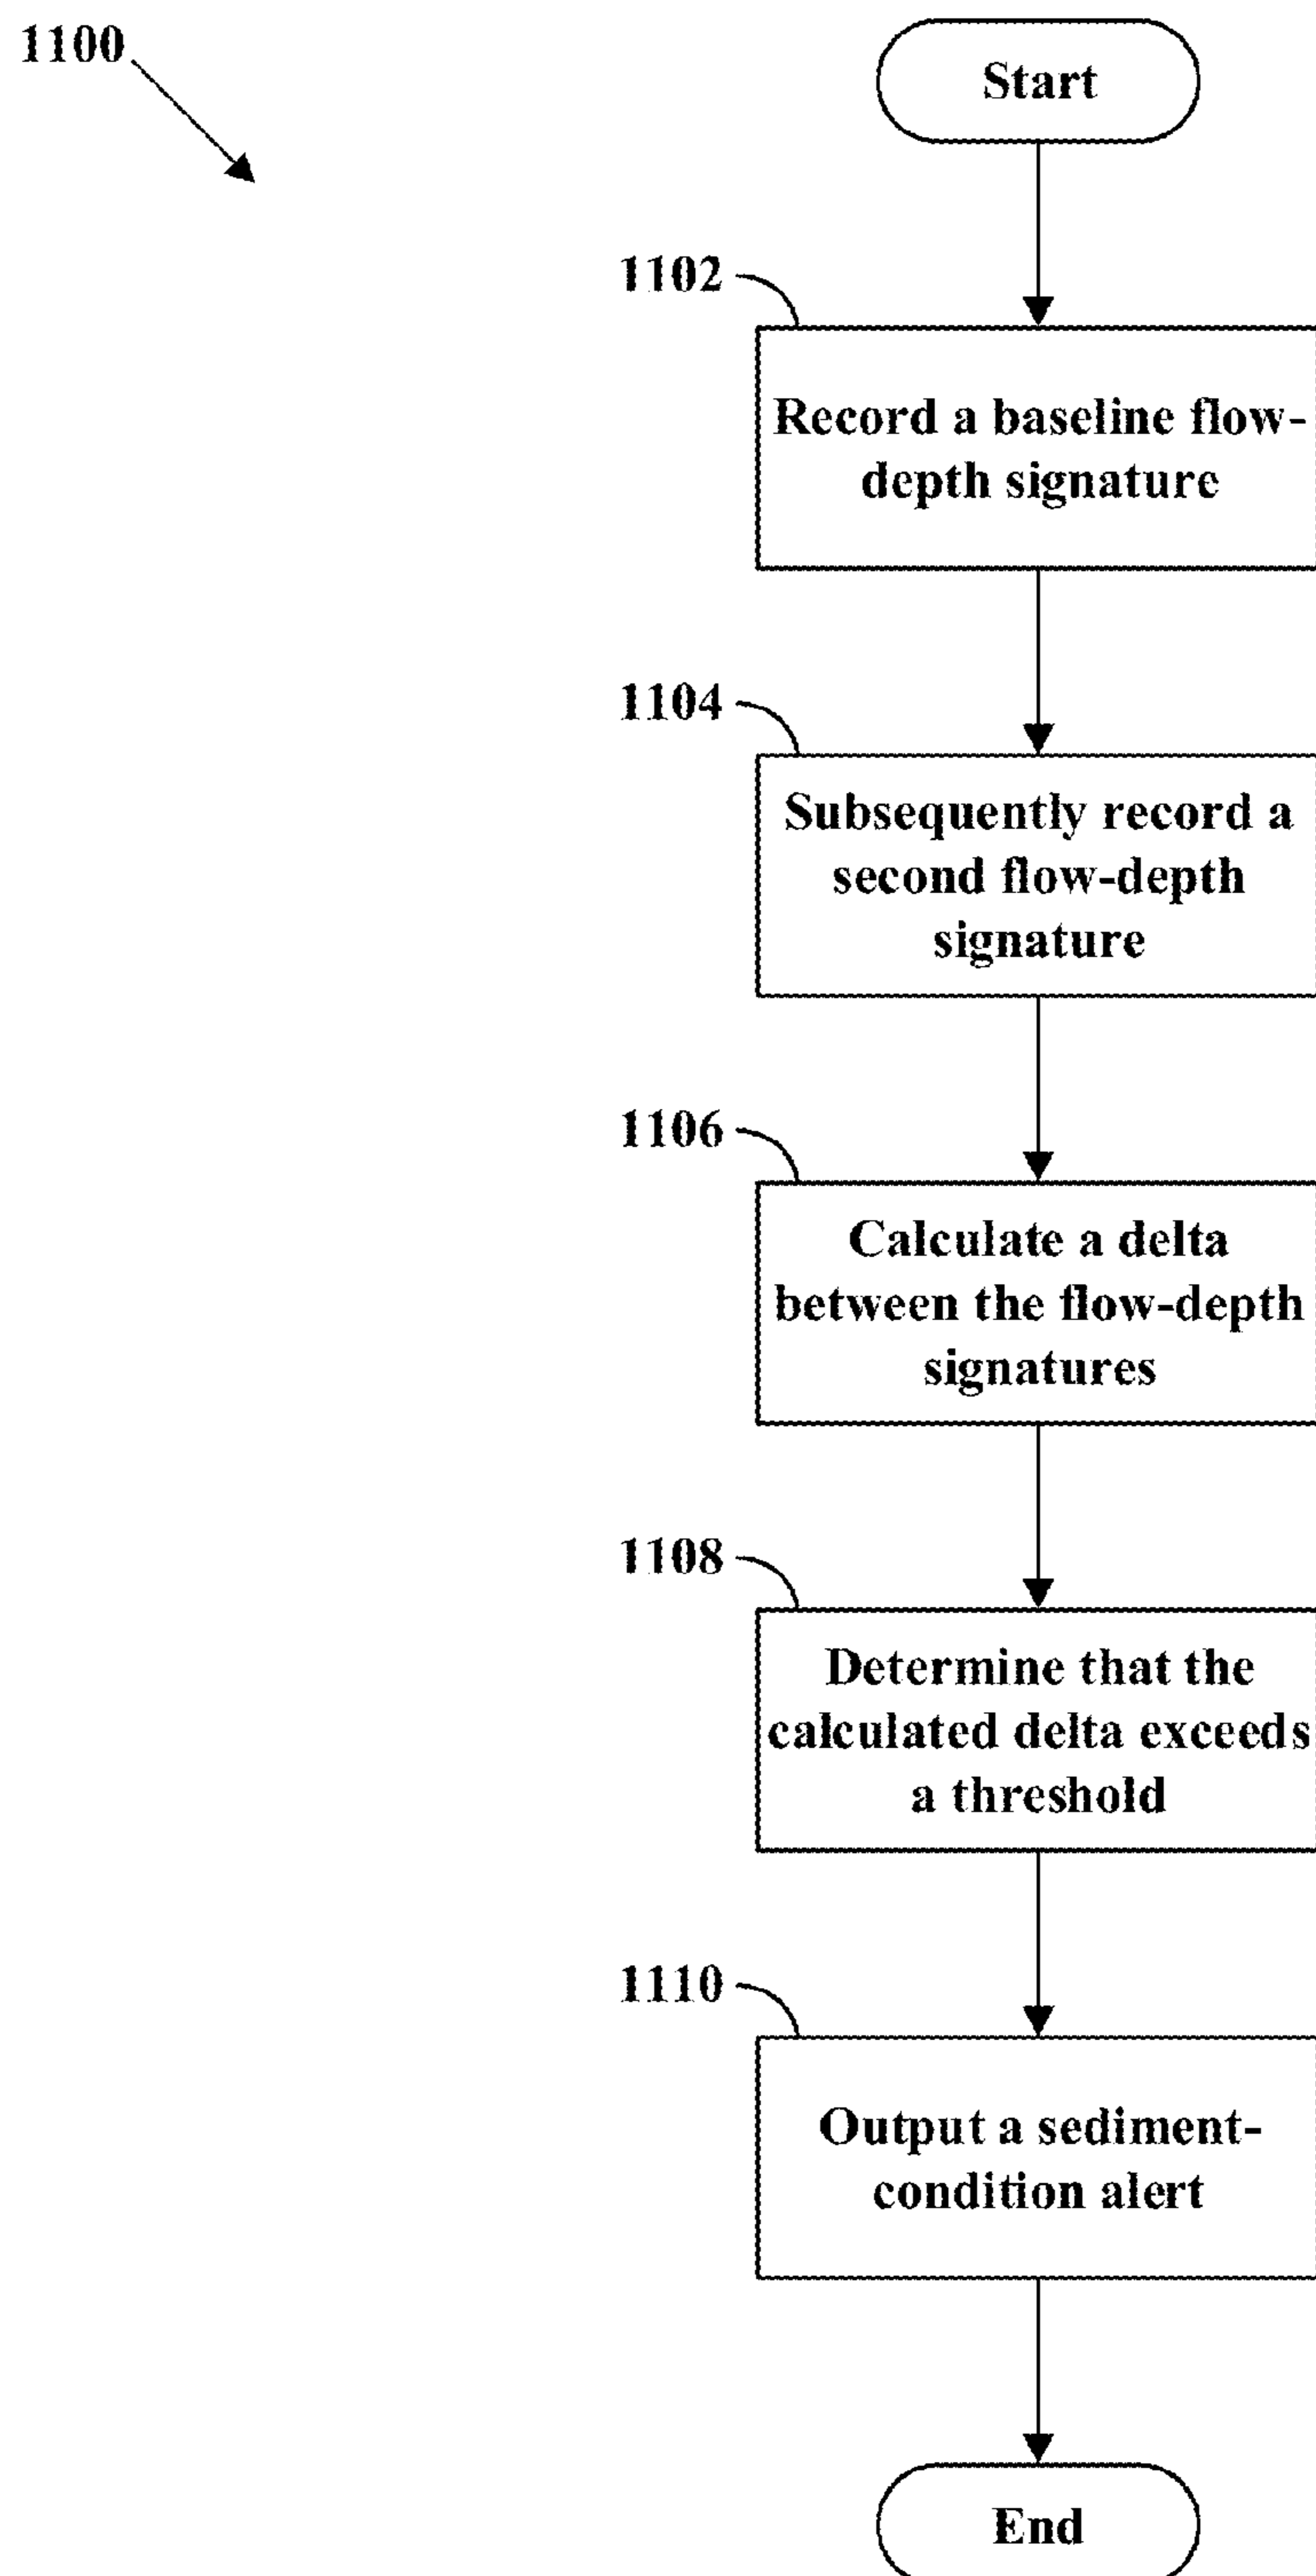 1100
Start
1102
Record a baseline flow-
depth signature
1104
Subsequently record a
second flow-depth
signature
1106
Calculate a delta
between the flow-depth
signatures
1108
Determine that the
calculated delta exceeds
a threshold
1110
Output a sediment-
condition alert
End